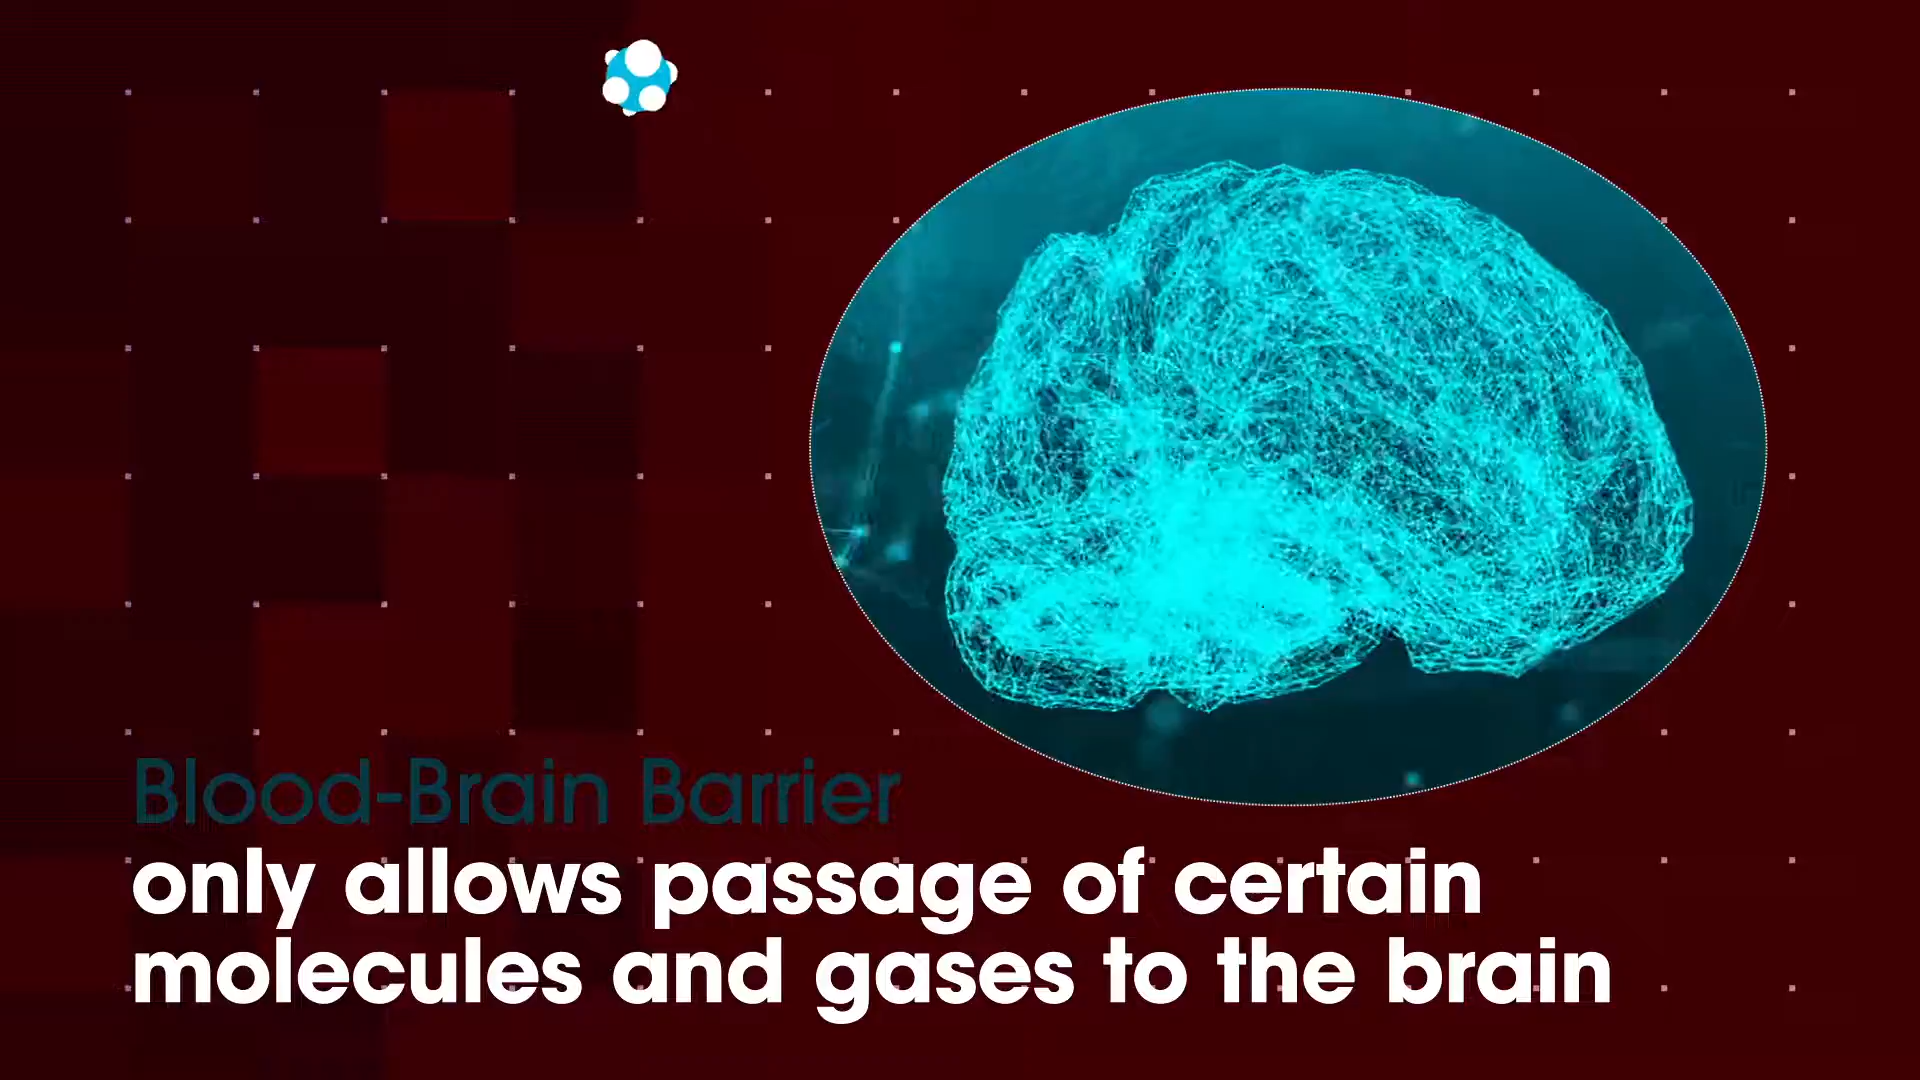 Blood-Brain Barrier
only allows passage of certain
molecules and gases to the brain